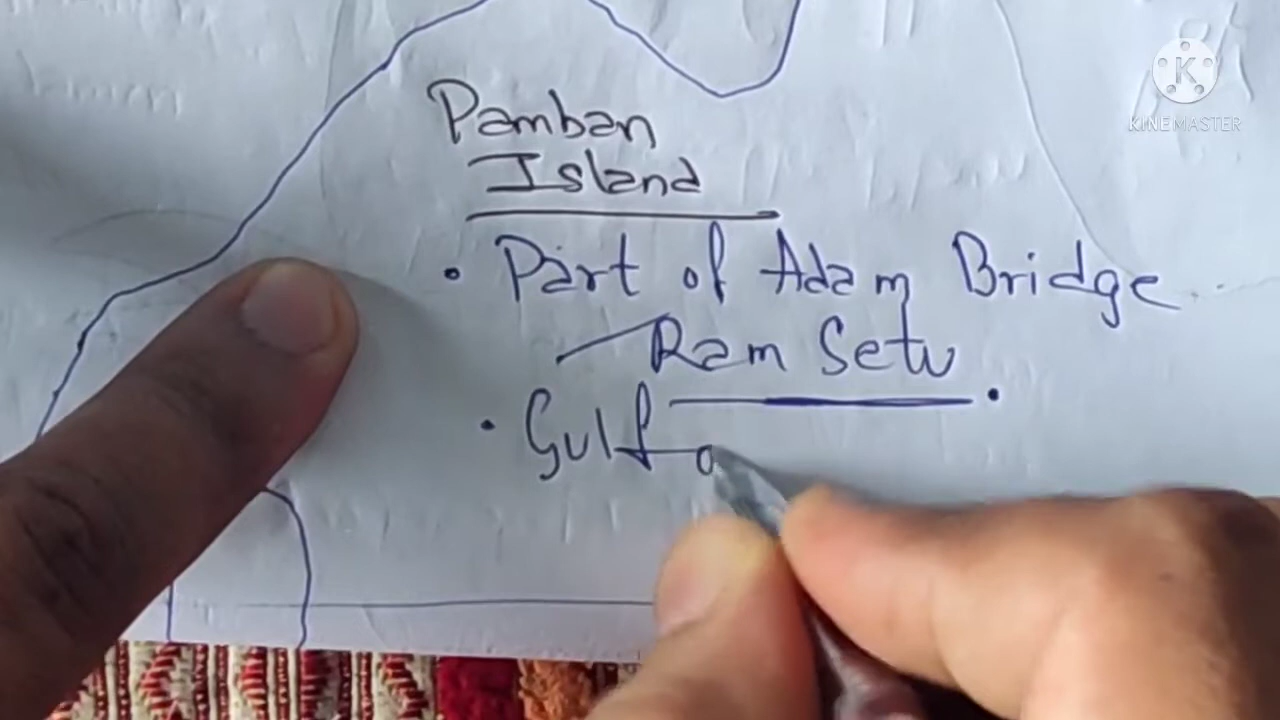 KINEMASTER
Pamban
Island
• Part of Adam Bridge
Ram Setu
• Gulf o